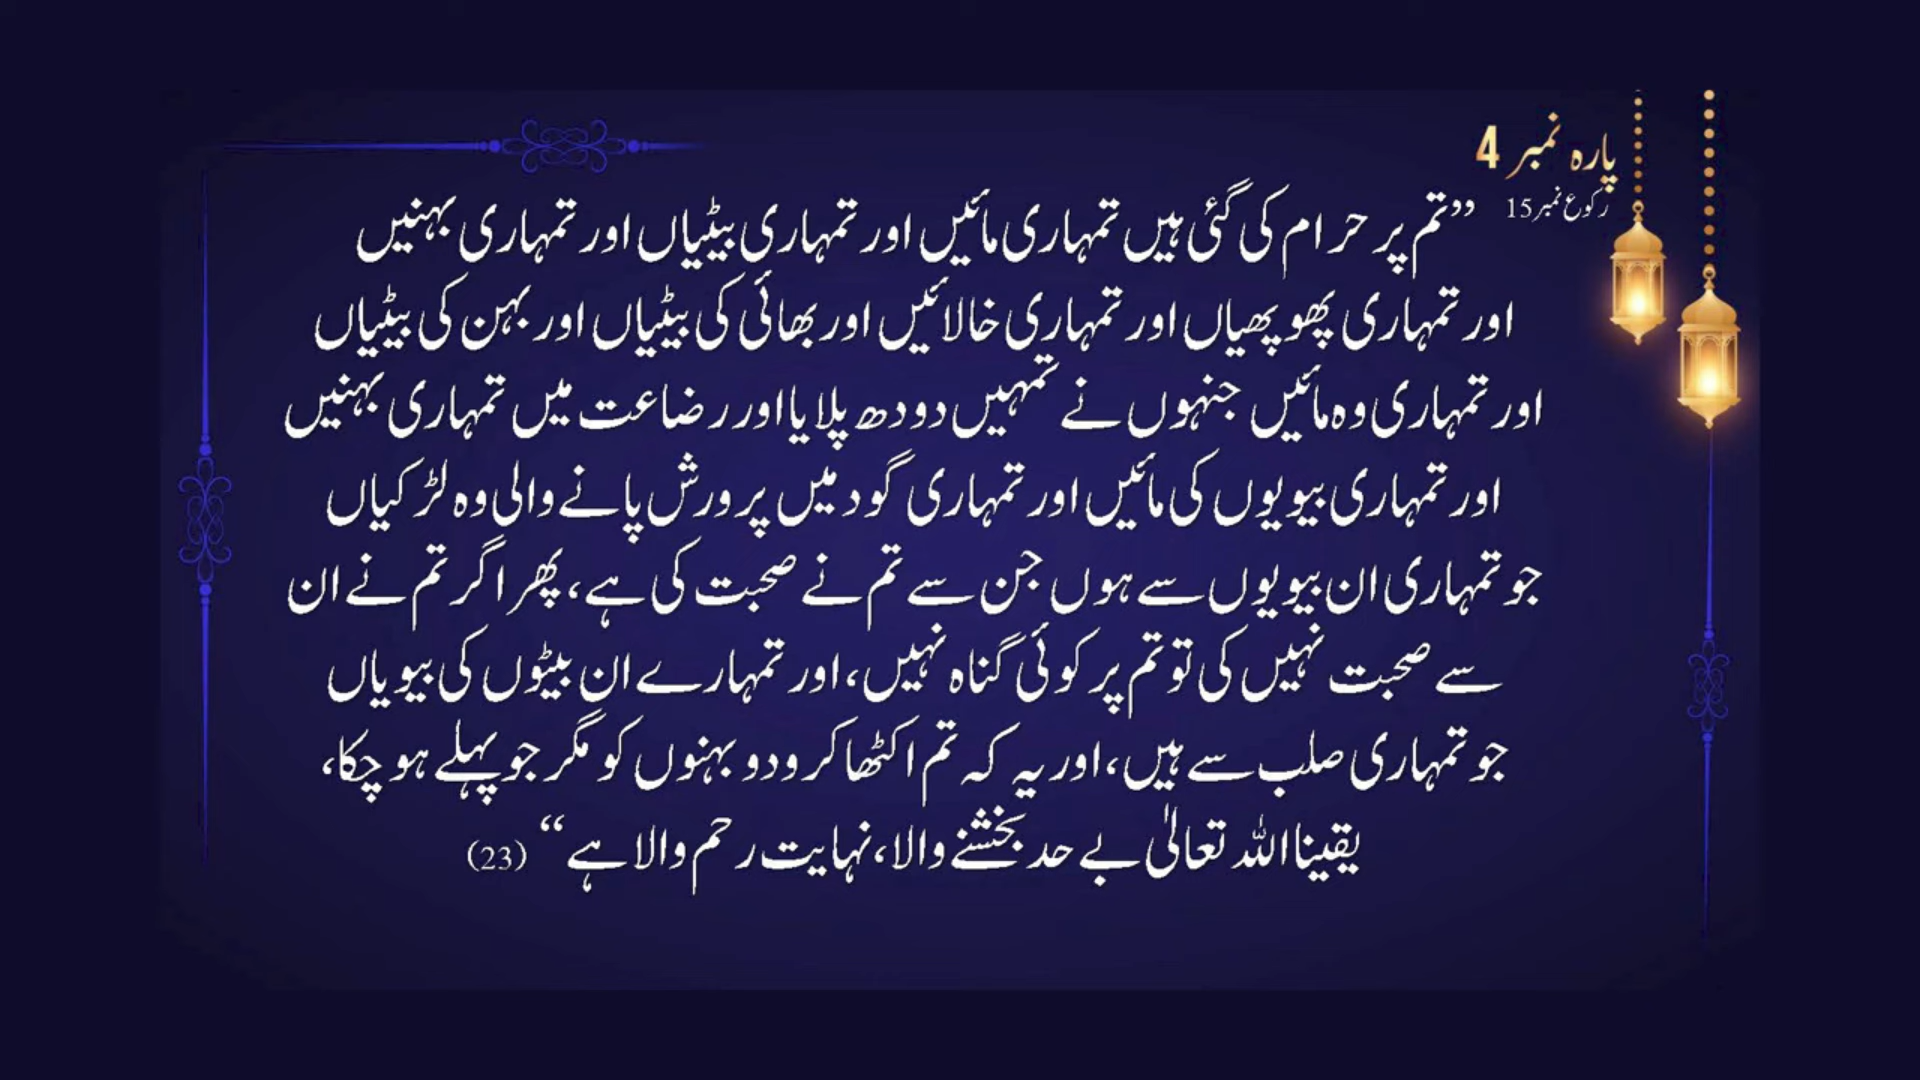 پارہ نمبر 4
رکوع نمبر 15
”تم پر حرام کی گئی ہیں تمہاری مائیں اور تمہاری بیٹیاں اور تمہاری بہنیں
اور تمہاری پھوپھیاں اور تمہاری خالائیں اور بھائی کی بیٹیاں اور بہن کی بیٹیاں
اور تمہاری وہ مائیں جنہوں نے تمہیں دودھ پلایا اور رضاعت میں تمہاری بہنیں
اور تمہاری بیویوں کی مائیں اور تمہاری گود میں پرورش پانے والی وہ لڑکیاں
جو تمہاری ان بیویوں سے ہوں جن سے تم نے صحبت کی ہے، پھر اگر تم نے ان
سے صحبت نہیں کی تو تم پر کوئی گناہ نہیں، اور تمہارے ان بیٹوں کی بیویاں
جو تمہاری صلب سے ہیں، اور یہ کہ تم اکٹھا کرو دو بہنوں کو مگر جو پہلے ہو چکا،
یقینا اللہ تعالیٰ بے حد بخشنے والا، نہایت رحم والا ہے“ (23)